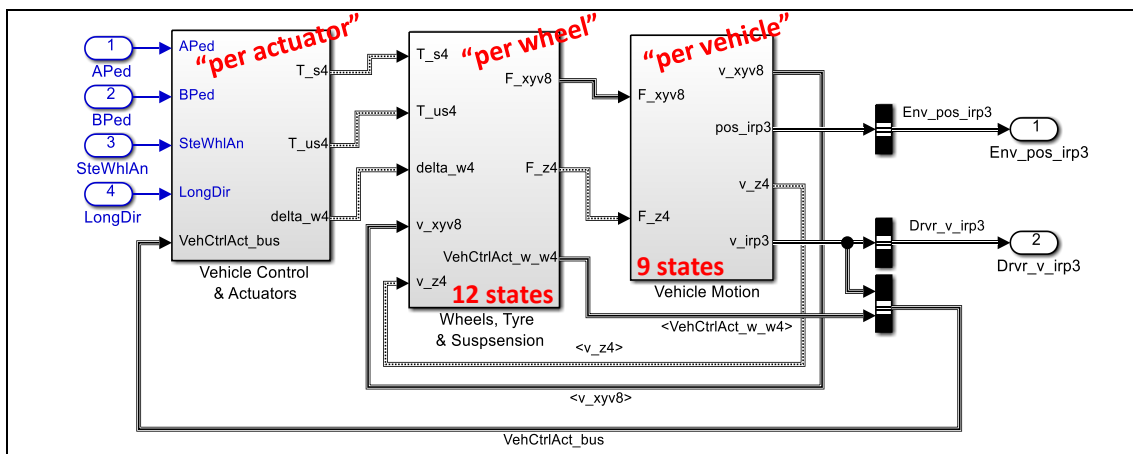 1
APed
2
BPed
3
SteWhlAn
4
LongDir
"per actuator"
APed
BPed
SteWhlAn
LongDir
VehCtrlAct_bus
T_s4
T_us4
delta_w4
Vehicle Control
& Actuators
"per wheel"
T_s4
T_us4
delta_w4
v_xyv8
v_z4
F_xyv8
F_z4
VehCtrlAct_w_w4
12 states
Wheels, Tyre
& Suspsension
"per vehicle"
F_xyv8
F_z4
v_xyv8
pos_irp3
v_z4
v_irp3
9 states
Vehicle Motion
Env_pos_irp3
1
Env_pos_irp3
Drvr_v_irp3
2
Drvr_v_irp3
<VehCtrlAct_w_w4>
<v_z4>
<v_xyv8>
VehCtrlAct_bus